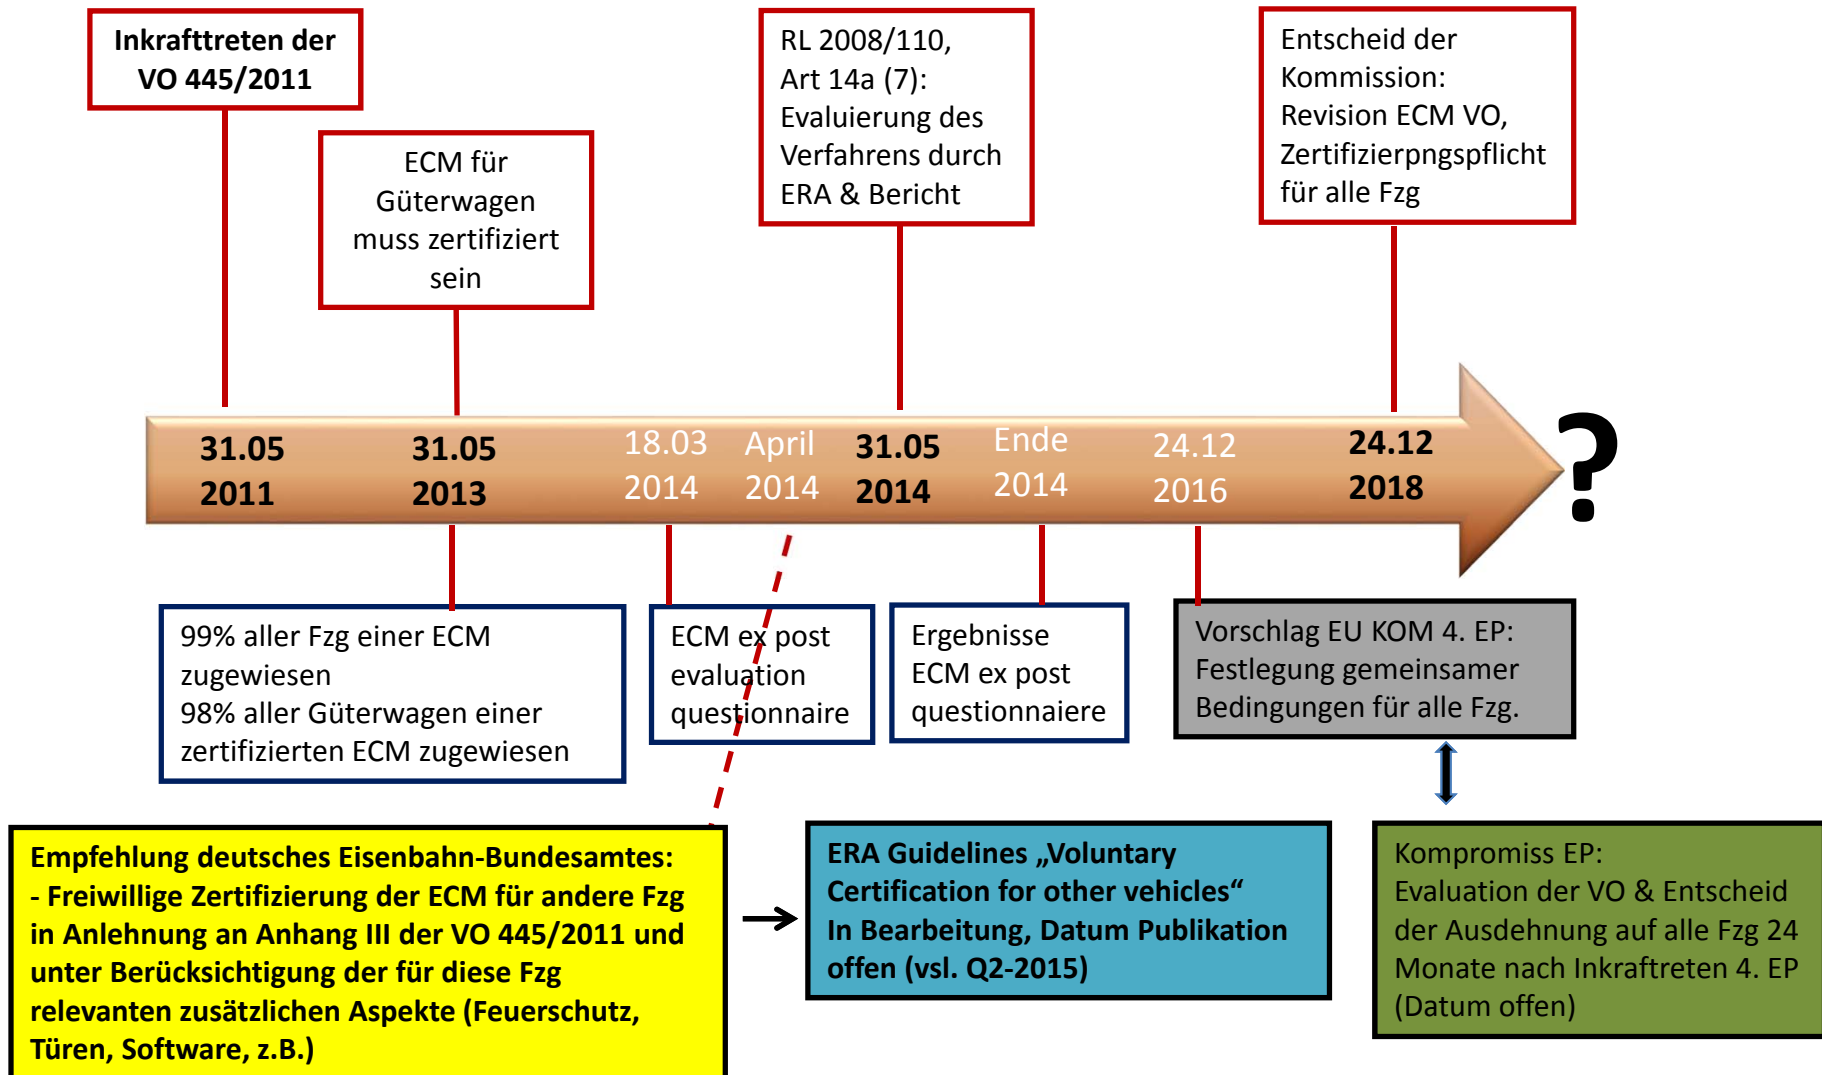 Inkrafttreten der
VO 445/2011
ECM für
Güterwagen
muss zertifiziert
sein
RL 2008/110,
Art 14a (7):
Evaluierung des
Verfahrens durch
ERA & Bericht
Entscheid der
Kommission:
Revision ECM VO,
Zertifizierpngspflicht
für alle Fzg
31.05
2011
31.05
2013
18.03
2014
April
2014
31.05
2014
Ende
2014
24.12
2016
24.12
2018
?
99% aller Fzg einer ECM
zugewiesen
98% aller Güterwagen einer
zertifizierten ECM zugewiesen
ECM ex post
evaluation
questionnaire
Ergebnisse
ECM ex post
questionnaiere
Vorschlag EU KOM 4. EP:
Festlegung gemeinsamer
Bedingungen für alle Fzg.
Empfehlung deutsches Eisenbahn-Bundesamtes:
- Freiwillige Zertifizierung der ECM für andere Fzg
in Anlehnung an Anhang III der VO 445/2011 und
unter Berücksichtigung der für diese Fzg
relevanten zusätzlichen Aspekte (Feuerschutz,
Türen, Software, z.B.)
ERA Guidelines „Voluntary
Certification for other vehicles“
In Bearbeitung, Datum Publikation
offen (vsl. Q2-2015)
Kompromiss EP:
Evaluation der VO & Entscheid
der Ausdehnung auf alle Fzg 24
Monate nach Inkraftreten 4. EP
(Datum offen)